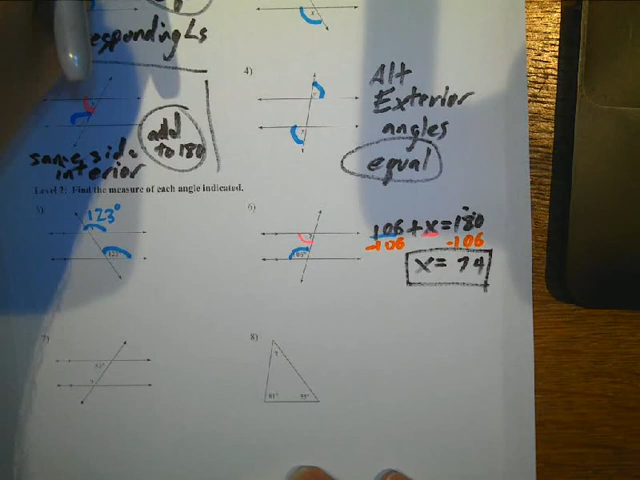 esponding ∠s
4)
Alt
Exterior
angles
equal
add
to 180
same side
interior
Level 2: Find the measure of each angle indicated.
5)
123°
6)
106 + x = 180
-106 -106
x = 74
7)
8)
?